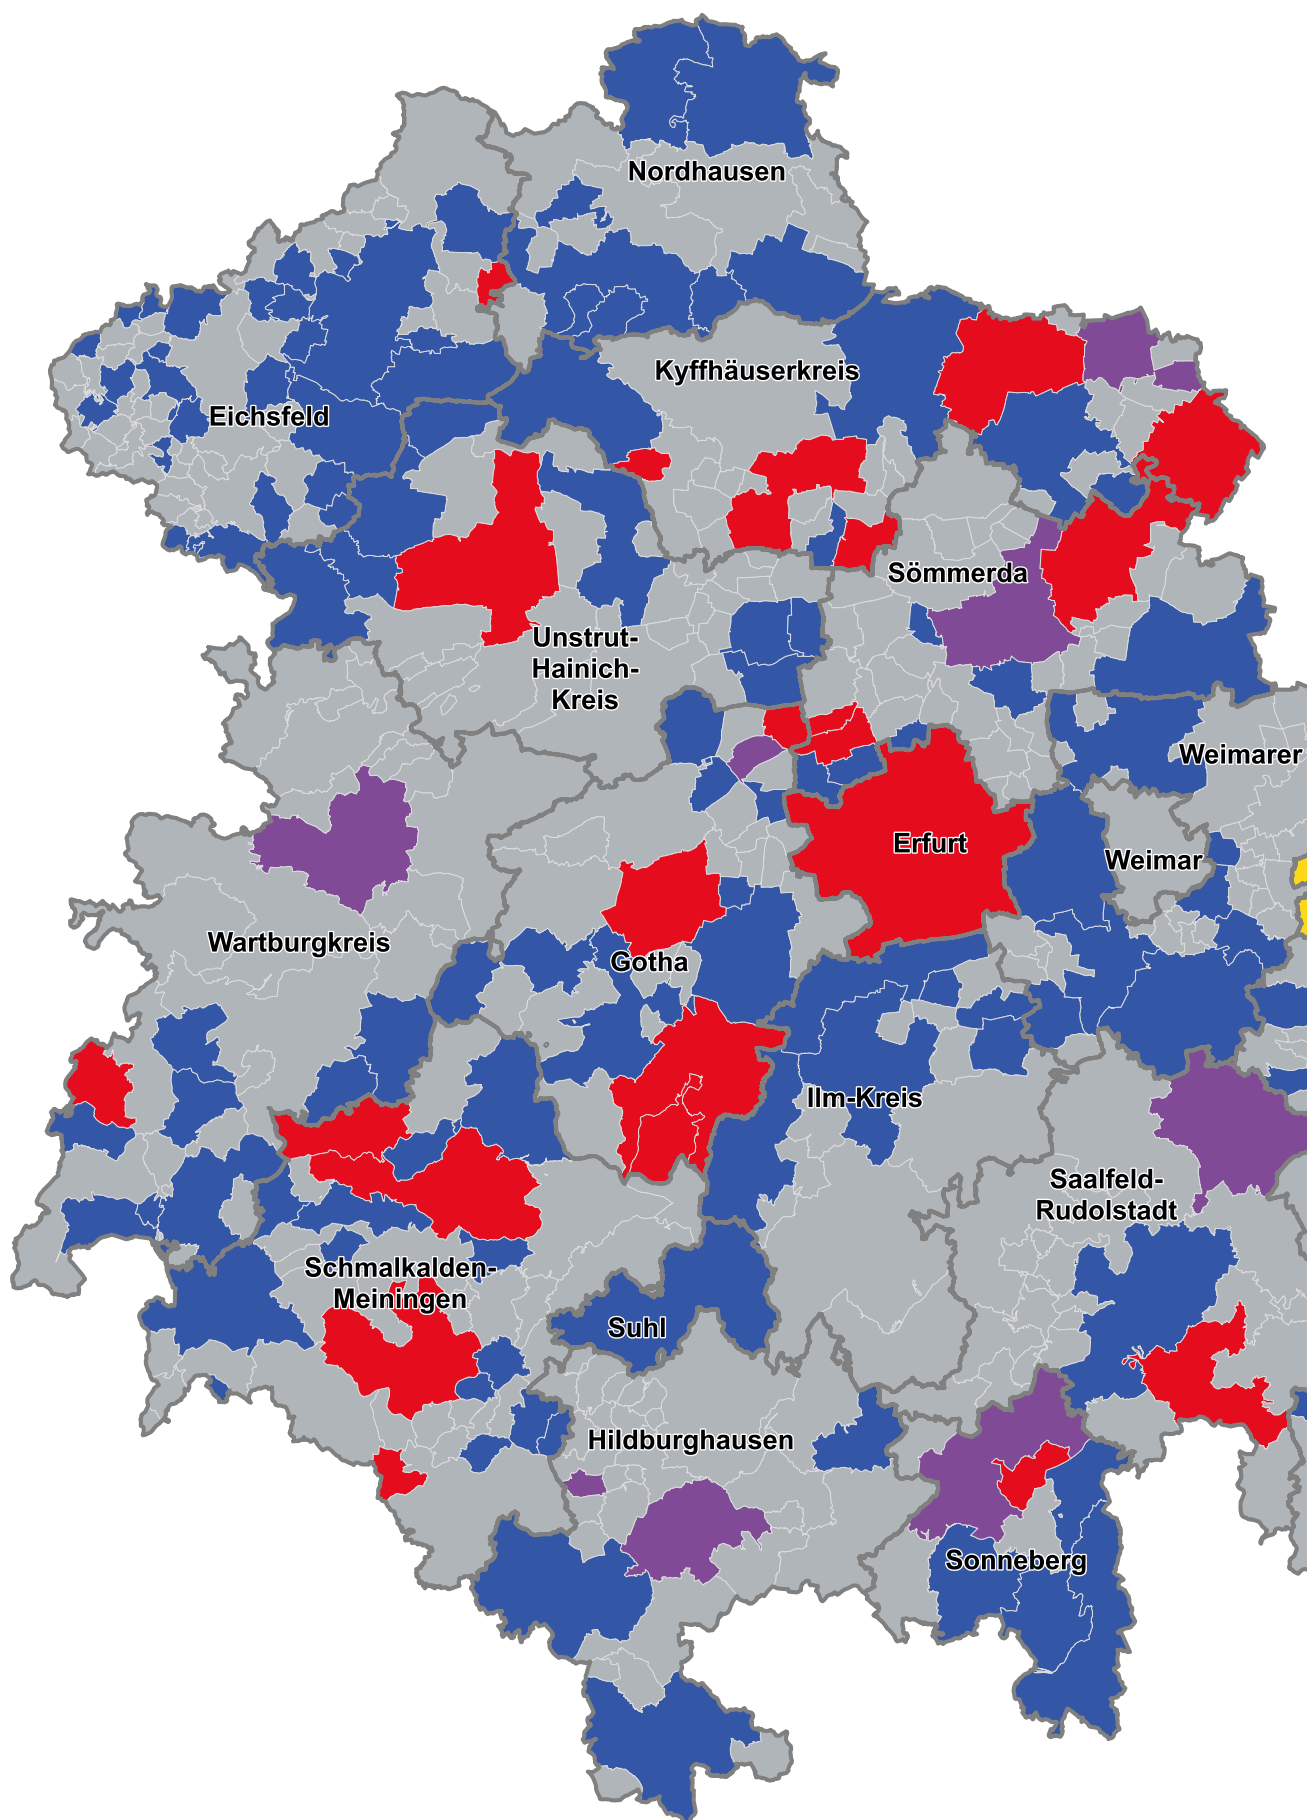 Nordhausen
Kyffhäuserkreis
Eichsfeld
Sömmerda
Unstrut-
Hainich-
Kreis
Weimarer
Erfurt
Weimar
Wartburgkreis
Gotha
Ilm-Kreis
Saalfeld-
Rudolstadt
Schmalkalden-
Meiningen
Suhl
Hildburghausen
Sonneberg